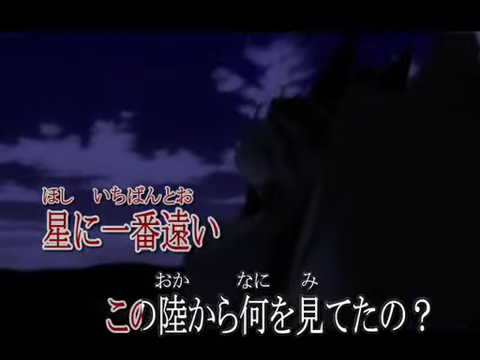 ほし いちばんとお
星に一番遠い
おか なに み
この陸から何を見てたの？